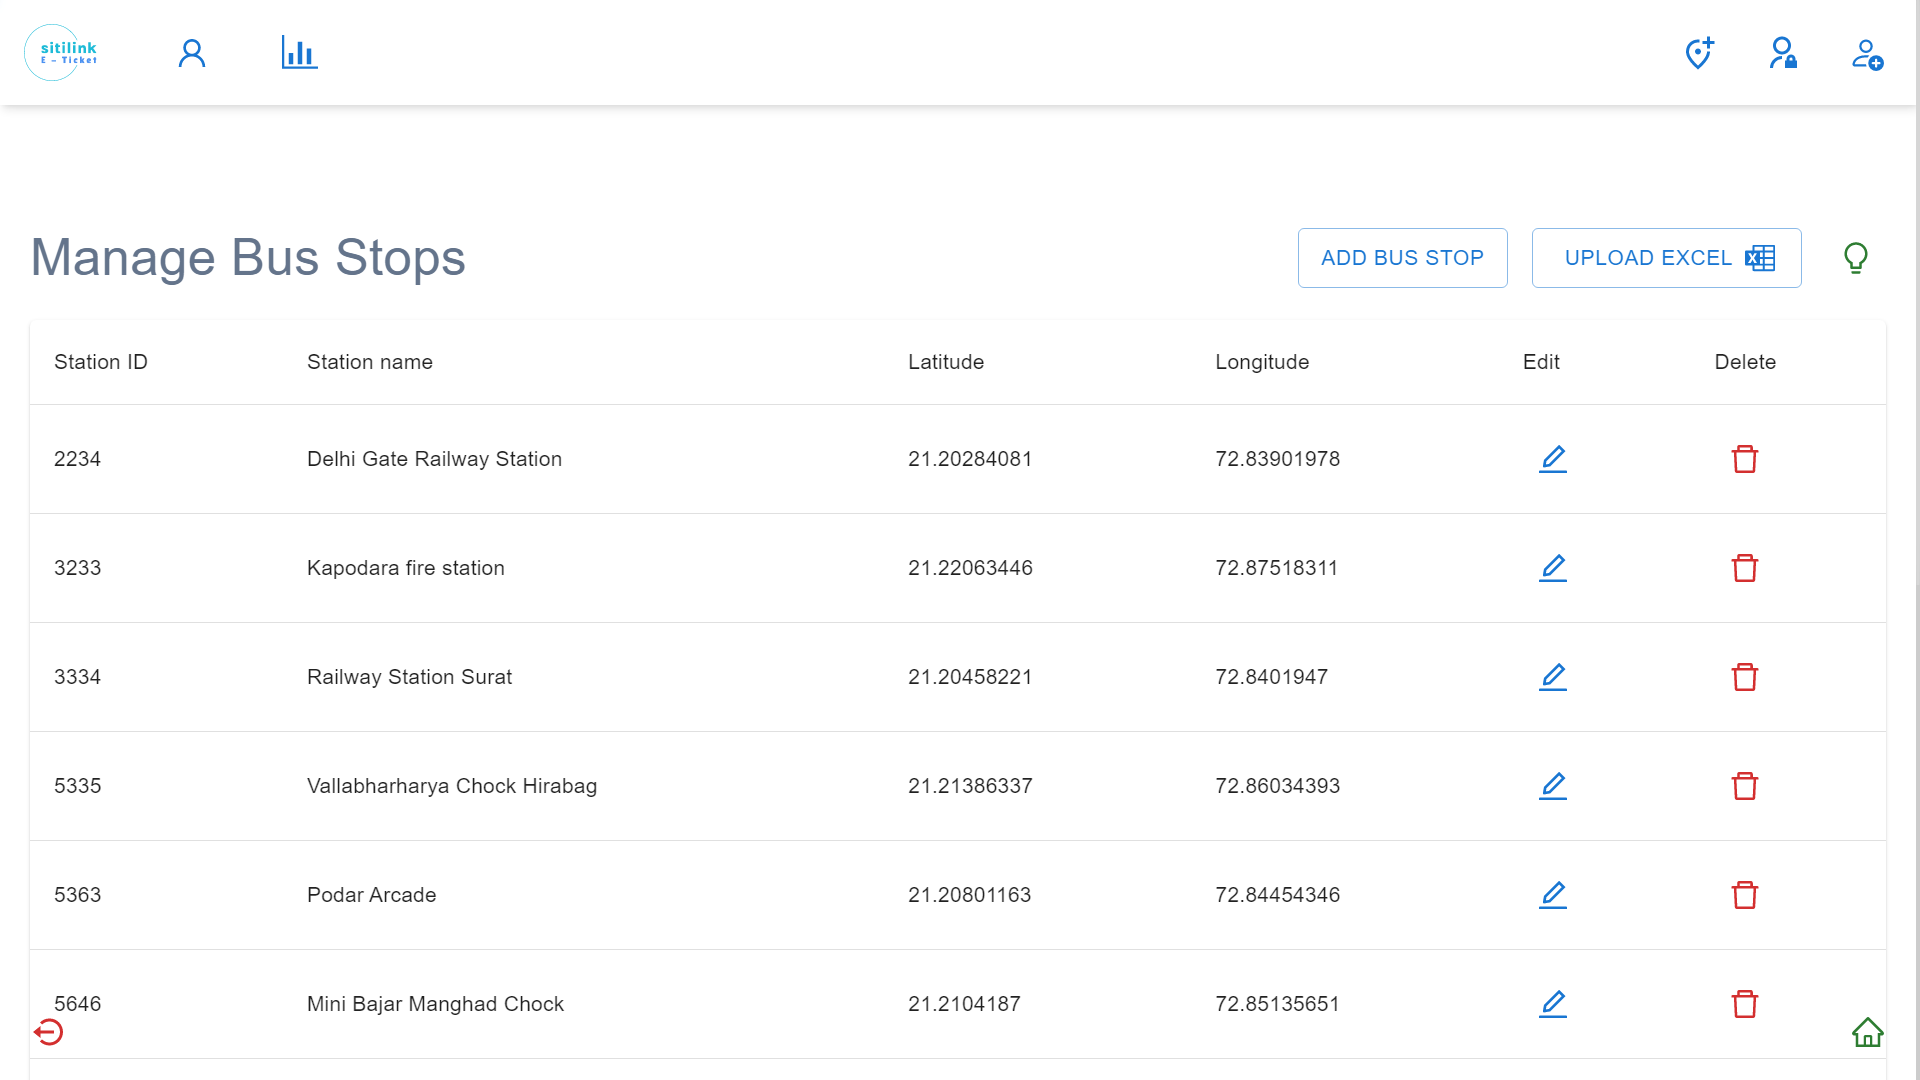 sitilink
E - Ticket
Manage Bus Stops
ADD BUS STOP
UPLOAD EXCEL
Station ID Station name Latitude Longitude Edit Delete
2234 Delhi Gate Railway Station 21.20284081 72.83901978
3233 Kapodara fire station 21.22063446 72.87518311
3334 Railway Station Surat 21.20458221 72.8401947
5335 Vallabharharya Chock Hirabag 21.21386337 72.86034393
5363 Podar Arcade 21.20801163 72.84454346
5646 Mini Bajar Manghad Chock 21.2104187 72.85135651